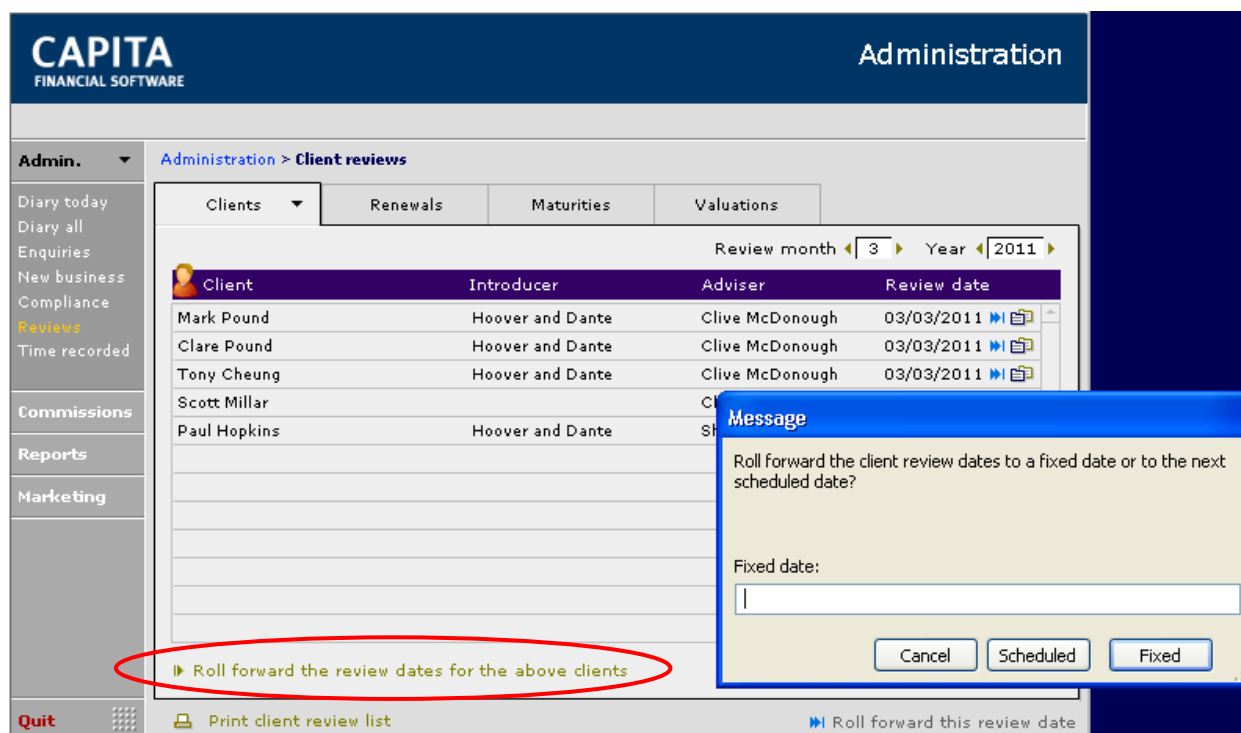 CAPITA
FINANCIAL SOFTWARE
Administration
Admin.
Administration > Client reviews
Diary today
Diary all
Enquiries
New business
Compliance
Reviews
Time recorded
Commissions
Reports
Marketing
Quit
Clients Renewals Maturities Valuations
Review month 3 Year 2011
Client Introducer Adviser Review date
Mark Pound Hoover and Dante Clive McDonough 03/03/2011
Clare Pound Hoover and Dante Clive McDonough 03/03/2011
Tony Cheung Hoover and Dante Clive McDonough 03/03/2011
Scott Millar
Paul Hopkins Hoover and Dante
Roll forward the review dates for the above clients
Print client review list
Roll forward this review date
Message
Roll forward the client review dates to a fixed date or to the next
scheduled date?
Fixed date:
Cancel Scheduled Fixed